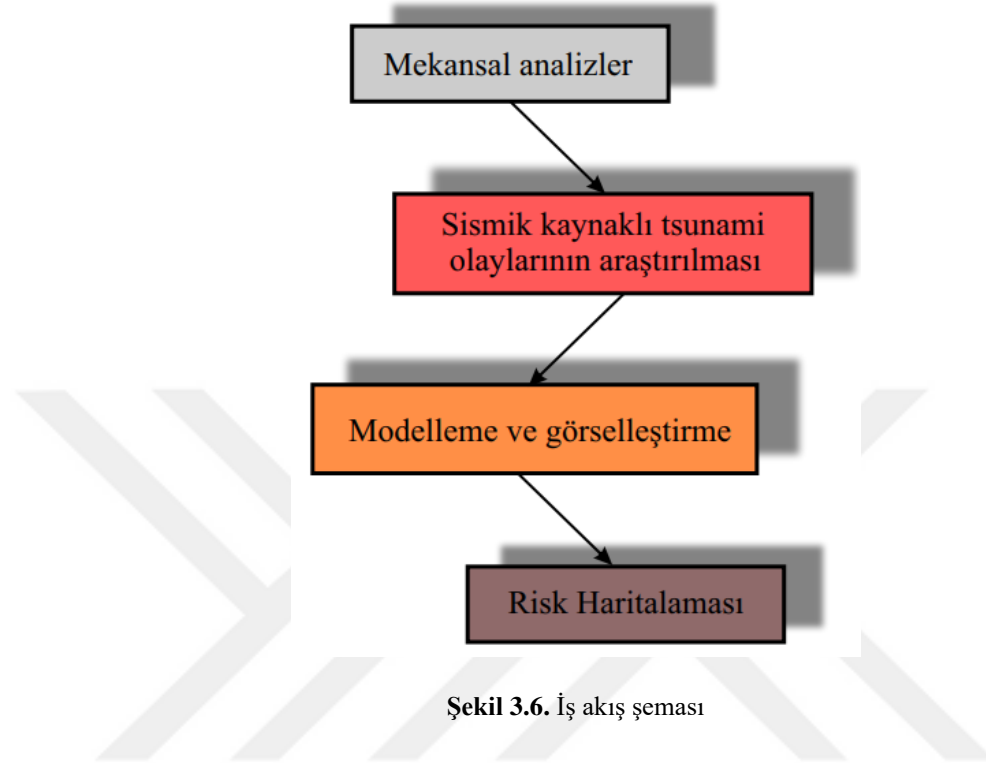 Mekansal analizler
Sismik kaynaklı tsunami
olaylarının araştırılması
Modelleme ve görselleştirme
Risk Haritalaması
Şekil 3.6. İş akış şeması